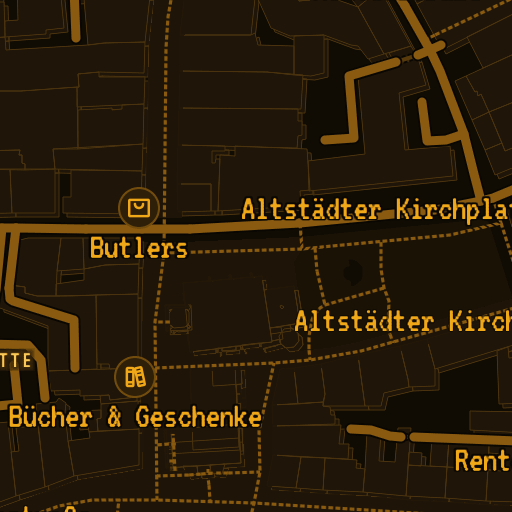 Altstädter Kirchplat
Butlers
Altstädter Kirch
TTE
Bücher & Geschenke
Rent